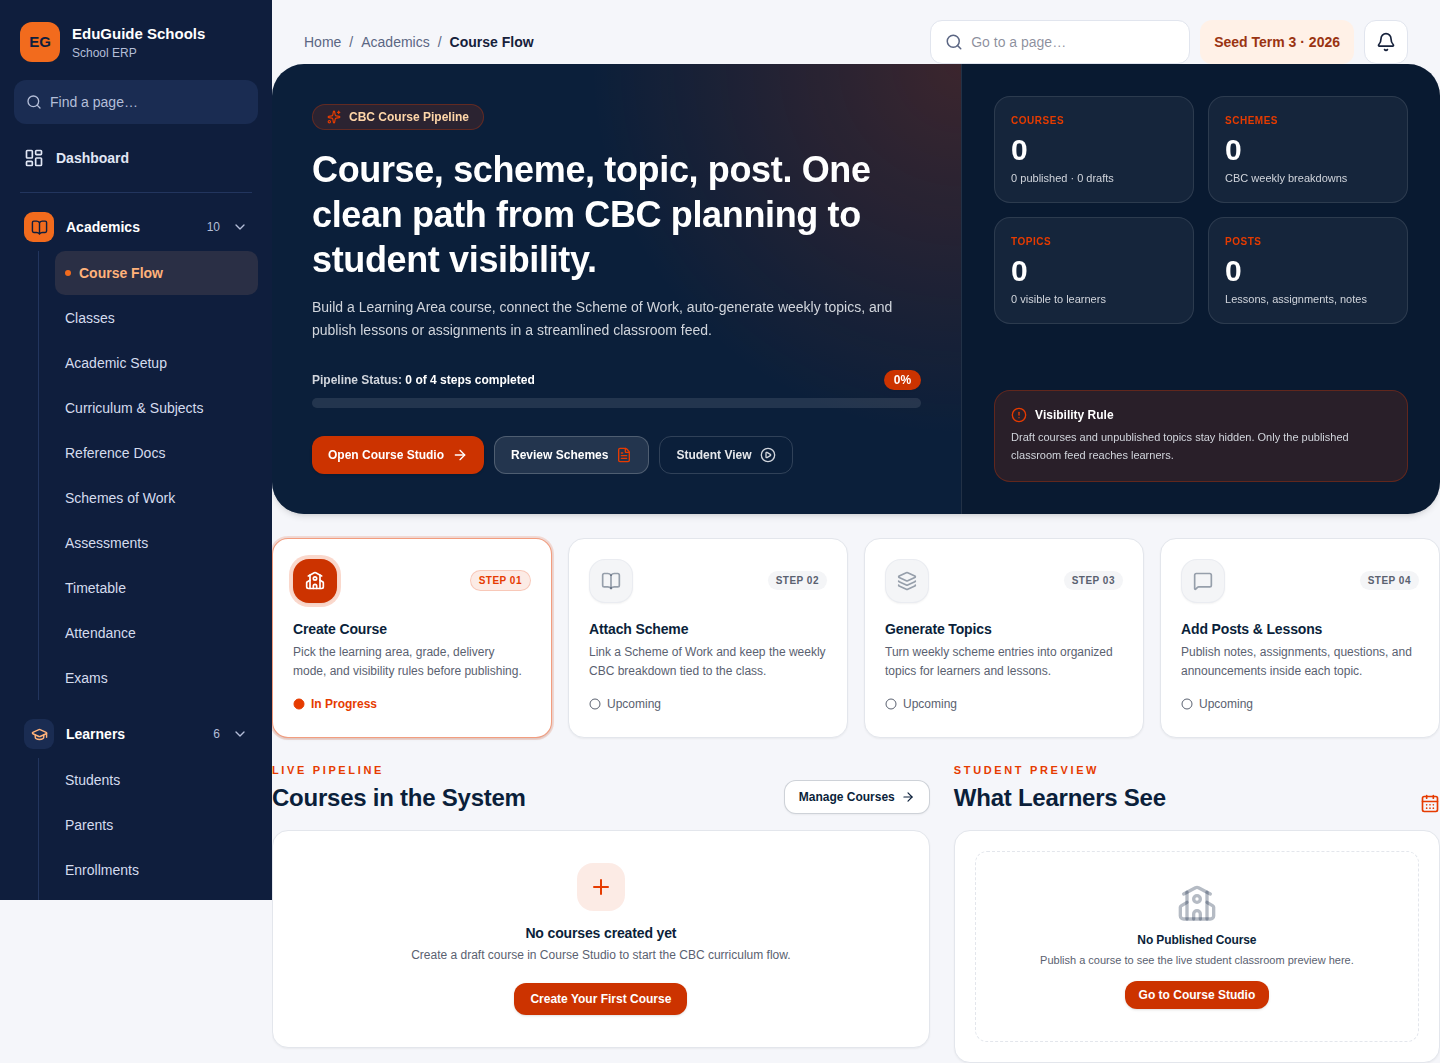 EG
EduGuide Schools
School ERP
Find a page…
Dashboard
Academics 10
Course Flow
Classes
Academic Setup
Curriculum & Subjects
Reference Docs
Schemes of Work
Assessments
Timetable
Attendance
Exams
Learners 6
Students
Parents
Enrollments
Home / Academics / Course Flow
Go to a page…
Seed Term 3 · 2026
CBC Course Pipeline
Course, scheme, topic, post. One
clean path from CBC planning to
student visibility.
Build a Learning Area course, connect the Scheme of Work, auto-generate weekly topics, and
publish lessons or assignments in a streamlined classroom feed.
Pipeline Status: 0 of 4 steps completed
0%
Open Course Studio
Review Schemes
Student View
COURSES
0
0 published · 0 drafts
SCHEMES
0
CBC weekly breakdowns
TOPICS
0
0 visible to learners
POSTS
0
Lessons, assignments, notes
Visibility Rule
Draft courses and unpublished topics stay hidden. Only the published
classroom feed reaches learners.
STEP 01
Create Course
Pick the learning area, grade, delivery
mode, and visibility rules before publishing.
In Progress
STEP 02
Attach Scheme
Link a Scheme of Work and keep the weekly
CBC breakdown tied to the class.
Upcoming
STEP 03
Generate Topics
Turn weekly scheme entries into organized
topics for learners and lessons.
Upcoming
STEP 04
Add Posts & Lessons
Publish notes, assignments, questions, and
announcements inside each topic.
Upcoming
LIVE PIPELINE
Courses in the System
Manage Courses
No courses created yet
Create a draft course in Course Studio to start the CBC curriculum flow.
Create Your First Course
STUDENT PREVIEW
What Learners See
No Published Course
Publish a course to see the live student classroom preview here.
Go to Course Studio